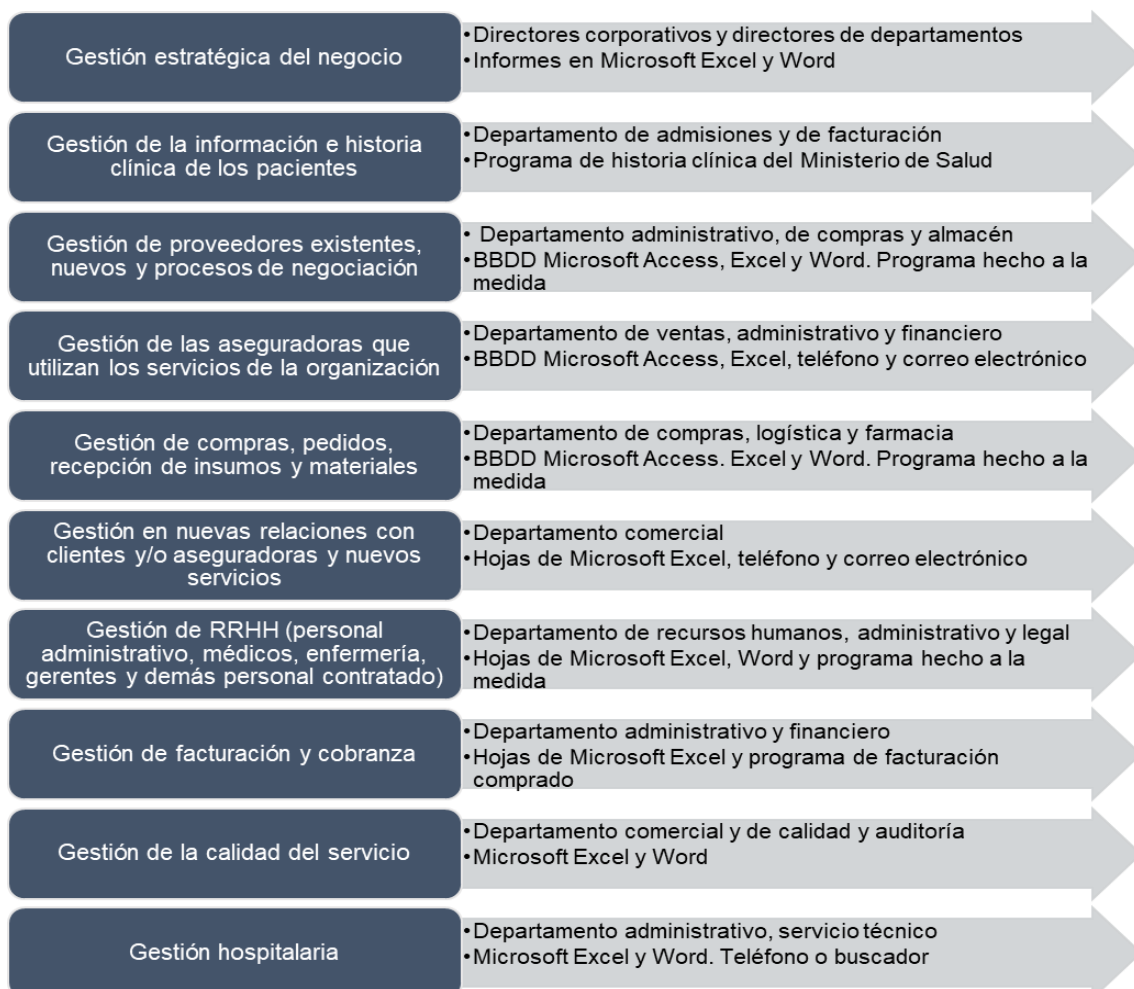 Gestión estratégica del negocio
•Directores corporativos y directores de departamentos
•Informes en Microsoft Excel y Word
Gestión de la información e historia
clínica de los pacientes
•Departamento de admisiones y de facturación
•Programa de historia clínica del Ministerio de Salud
Gestión de proveedores existentes,
nuevos y procesos de negociación
• Departamento administrativo, de compras y almacén
•BBDD Microsoft Access, Excel y Word. Programa hecho a la
medida
Gestión de las aseguradoras que
utilizan los servicios de la organización
•Departamento de ventas, administrativo y financiero
•BBDD Microsoft Access, Excel, teléfono y correo electrónico
Gestión de compras, pedidos,
recepción de insumos y materiales
•Departamento de compras, logística y farmacia
•BBDD Microsoft Access. Excel y Word. Programa hecho a la
medida
Gestión en nuevas relaciones con
clientes y/o aseguradoras y nuevos
servicios
•Departamento comercial
•Hojas de Microsoft Excel, teléfono y correo electrónico
Gestión de RRHH (personal
administrativo, médicos, enfermería,
gerentes y demás personal contratado)
•Departamento de recursos humanos, administrativo y legal
•Hojas de Microsoft Excel, Word y programa hecho a la
medida
Gestión de facturación y cobranza
•Departamento administrativo y financiero
•Hojas de Microsoft Excel y programa de facturación
comprado
Gestión de la calidad del servicio
•Departamento comercial y de calidad y auditoría
•Microsoft Excel y Word
Gestión hospitalaria
•Departamento administrativo, servicio técnico
•Microsoft Excel y Word. Teléfono o buscador